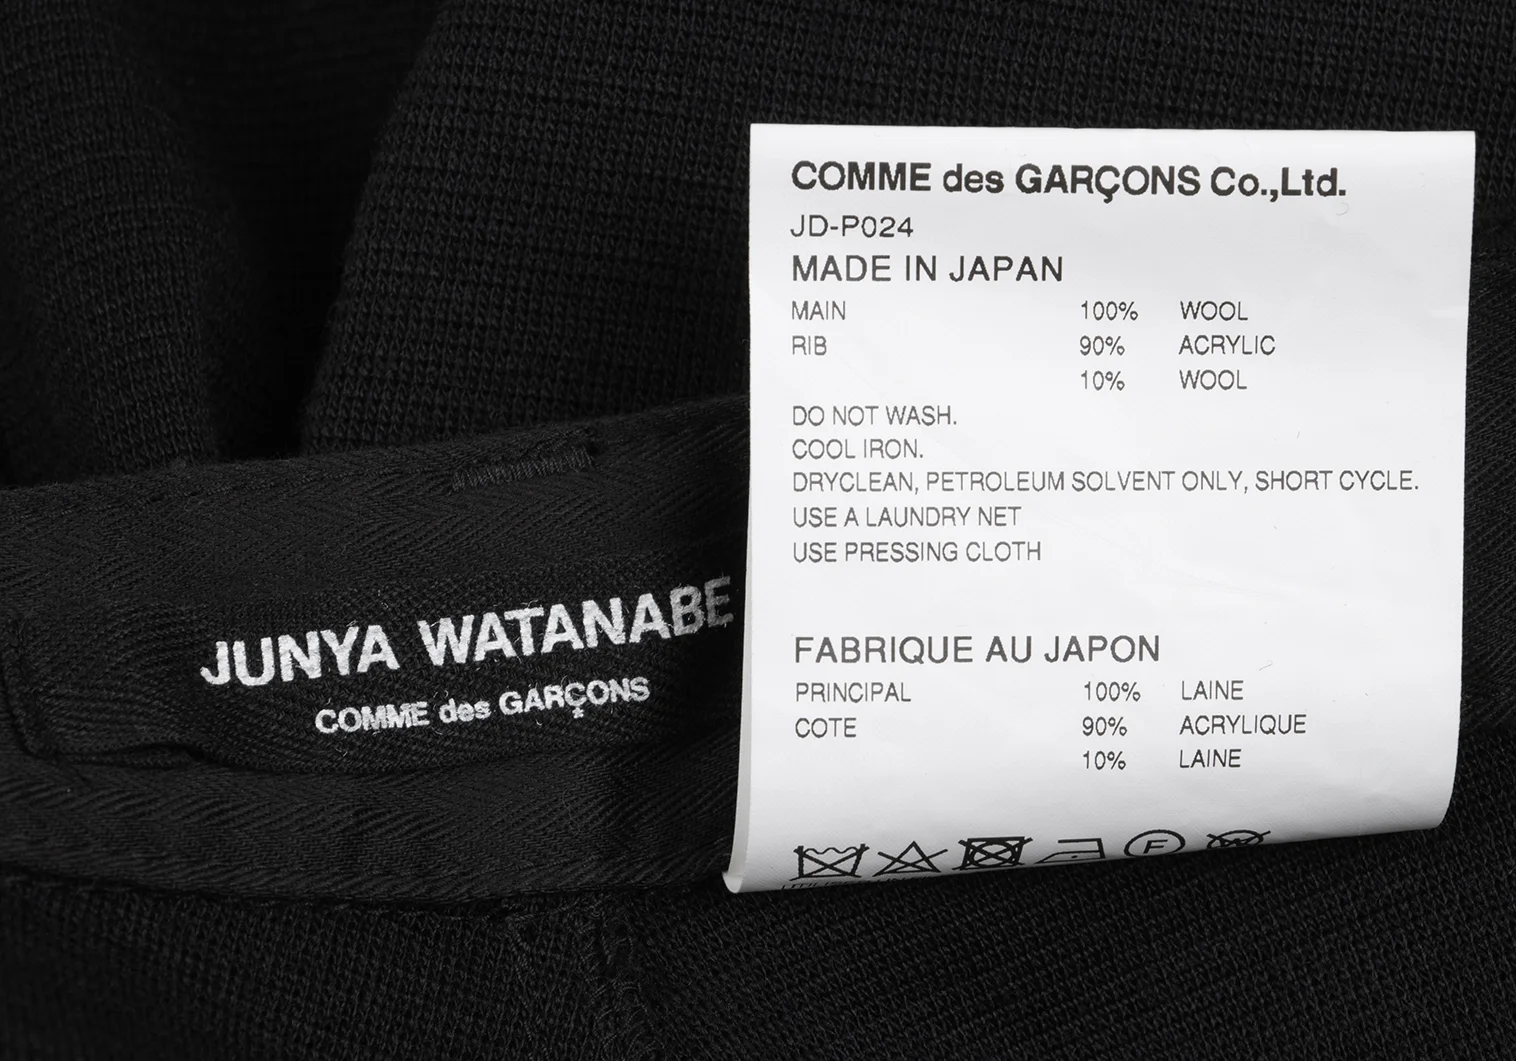 COMME des GARÇONS Co.,Ltd.
JD-P024
MADE IN JAPAN
MAIN 100% WOOL
RIB 90% ACRYLIC
10% WOOL
DO NOT WASH.
COOL IRON.
DRYCLEAN, PETROLEUM SOLVENT ONLY, SHORT CYCLE.
USE A LAUNDRY NET
USE PRESSING CLOTH
FABRIQUE AU JAPON
PRINCIPAL 100% LAINE
COTE 90% ACRYLIQUE
10% LAINE
F
JUNYA WATANABE
COMME des GARÇONS